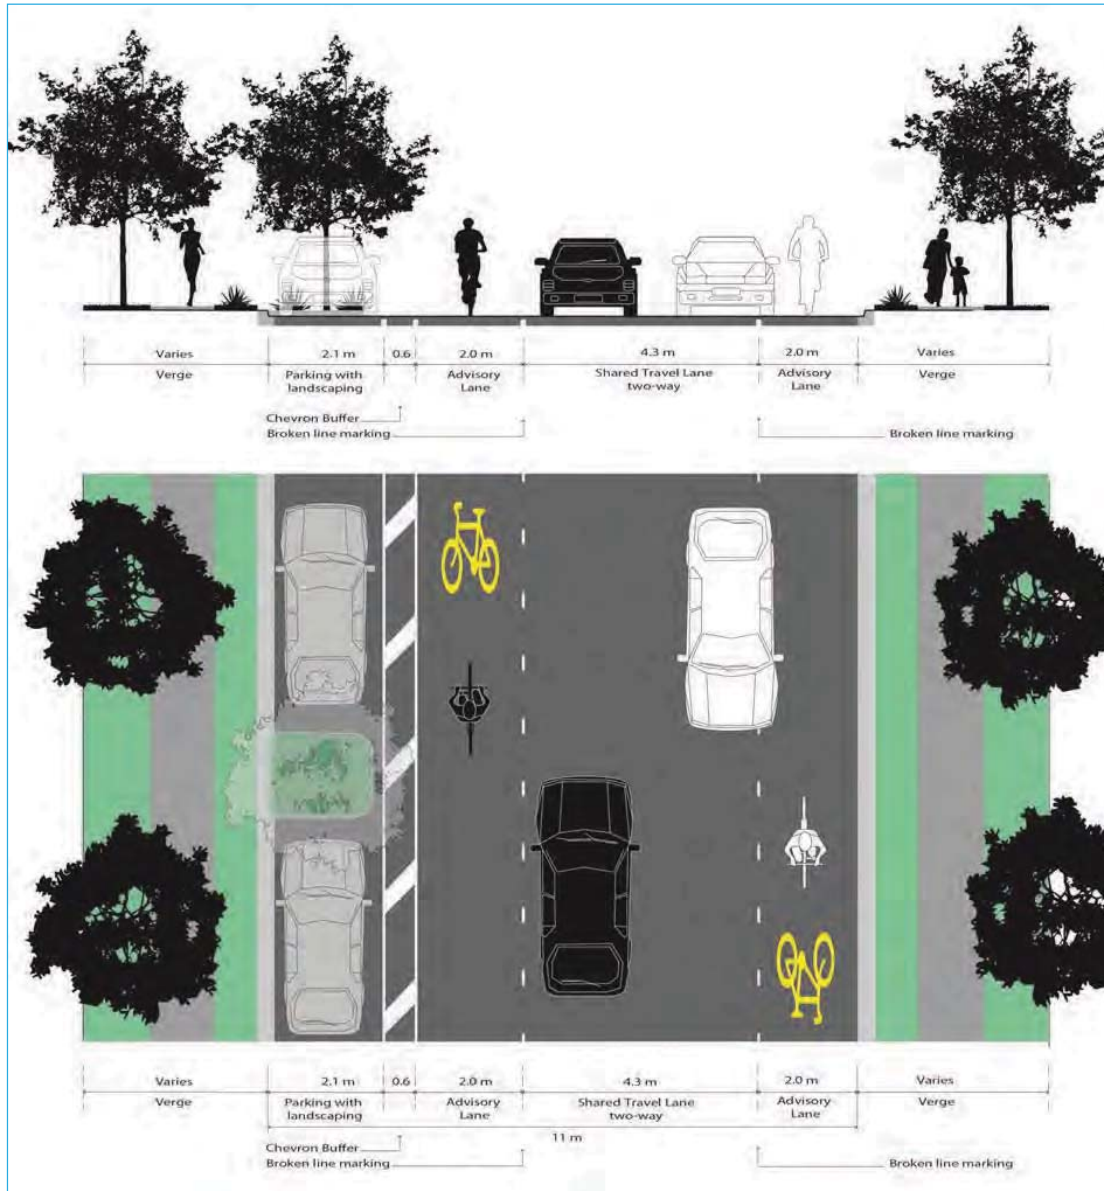 Varies 2.1 m 0.6 2.0 m 4.3 m 2.0 m Varies
Verge Parking with Advisory Shared Travel Lane Advisory Verge
landscaping Lane two-way Lane
Chevron Buffer
Broken line marking Broken line marking
Varies 2.1 m 0.6 2.0 m 4.3 m 2.0 m Varies
Verge Parking with Advisory Shared Travel Lane Advisory Verge
landscaping Lane two-way Lane
11 m
Chevron Buffer
Broken line marking Broken line marking